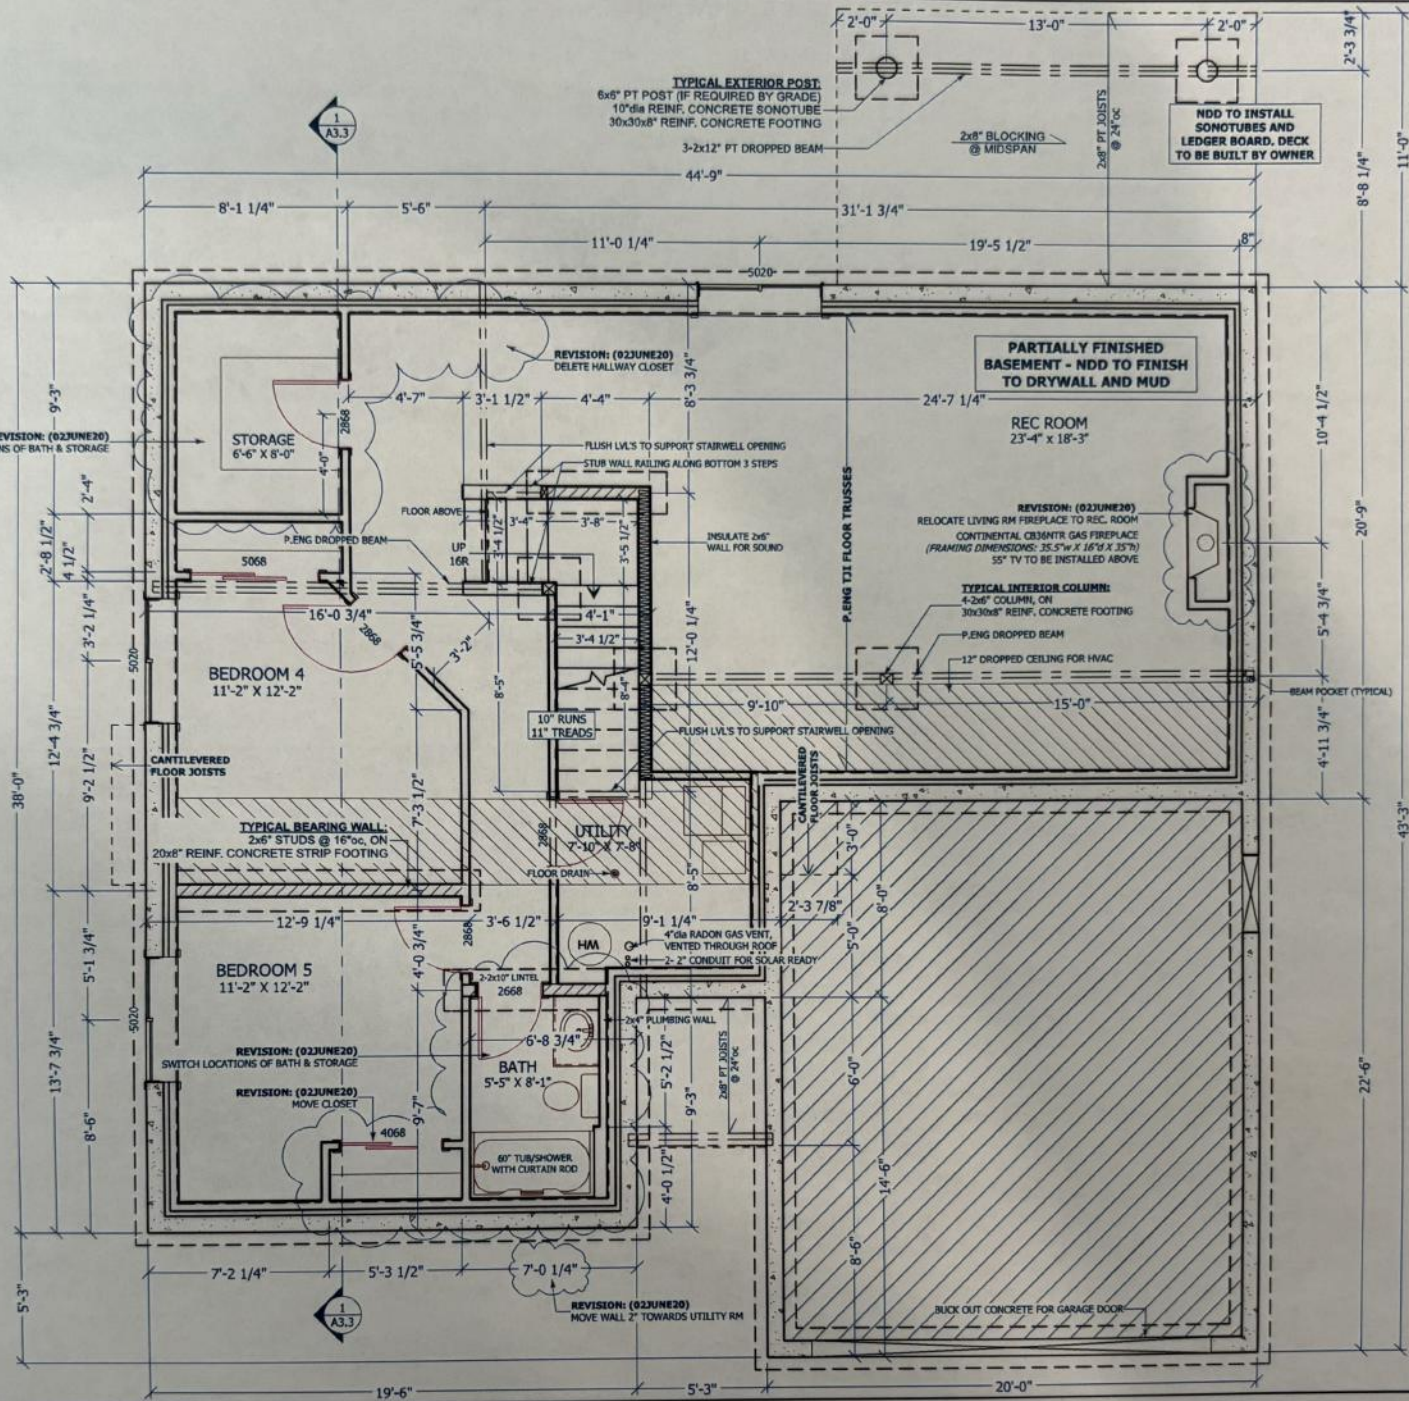 2'-0"
13'-0"
2'-0"
2'-3 3/4"
TYPICAL EXTERIOR POST:
6x6" PT POST (IF REQUIRED BY GRADE)
10"dia REINF. CONCRETE SONOTUBE
30x30x8" REINF. CONCRETE FOOTING
3-2x12" PT DROPPED BEAM
2x8" BLOCKING
@ MIDSPAN
2x8" PT JOISTS
@ 24"oc
NDD TO INSTALL
SONOTUBES AND
LEDGER BOARD. DECK
TO BE BUILT BY OWNER
11'-0"
8'-8 1/4"
1
A3.3
44'-9"
8'-1 1/4"
5'-6"
31'-1 3/4"
11'-0 1/4"
19'-5 1/2"
8"
5020
REVISION: (02JUNE20)
DELETE HALLWAY CLOSET
PARTIALLY FINISHED
BASEMENT - NDD TO FINISH
TO DRYWALL AND MUD
9'-3"
8'-3 3/4"
4'-7"
3'-1 1/2"
4'-4"
24'-7 1/4"
10'-4 1/2"
2868
REC ROOM
23'-4" x 18'-3"
EVISION: (02JUNE20)
NS OF BATH & STORAGE
STORAGE
6'-6" X 8'-0"
4'-0"
FLUSH LVL'S TO SUPPORT STAIRWELL OPENING
STUB WALL RAILING ALONG BOTTOM 3 STEPS
2'-4"
FLOOR ABOVE
3'-4"
3'-8"
3'-4 1/2"
3'-5 1/2"
INSULATE 2x6"
WALL FOR SOUND
P.ENG TJI FLOOR TRUSSES
REVISION: (02JUNE20)
RELOCATE LIVING RM FIREPLACE TO REC. ROOM
CONTINENTAL CB36NTR GAS FIREPLACE
(FRAMING DIMENSIONS: 35.5"w X 16"d X 35"h)
55" TV TO BE INSTALLED ABOVE
20'-9"
P.ENG DROPPED BEAM
UP
16R
2'-8 1/2"
4 1/2"
5068
TYPICAL INTERIOR COLUMN:
4-2x6" COLUMN, ON
30x30x8" REINF. CONCRETE FOOTING
P.ENG DROPPED BEAM
12" DROPPED CEILING FOR HVAC
5'-4 3/4"
16'-0 3/4"
2868
4'-1"
3'-4 1/2"
3'-2 1/4"
5'-5 3/4"
3'-2"
12'-0 1/4"
5020
BEDROOM 4
11'-2" X 12'-2"
8'-5"
8'-4"
BEAM POCKET (TYPICAL)
9'-10"
15'-0"
10" RUNS
11" TREADS
FLUSH LVL'S TO SUPPORT STAIRWELL OPENING
12'-4 3/4"
38'-0"
CANTILEVERED
FLOOR JOISTS
9'-2 1/2"
7'-3 1/2"
4'-11 3/4"
CANTILEVERED
FLOOR JOISTS
43'-3"
TYPICAL BEARING WALL:
2x6" STUDS @ 16"oc, ON
20x8" REINF. CONCRETE STRIP FOOTING
2868
UTILITY
7'-10" X 7'-8"
FLOOR DRAIN
8'-5"
3'-0"
8'-0"
12'-9 1/4"
3'-6 1/2"
9'-1 1/4"
2'-3 7/8"
5'-0"
2868
HW
4"dia RADON GAS VENT,
VENTED THROUGH ROOF
2- 2" CONDUIT FOR SOLAR READY
5'-1 3/4"
4'-0 3/4"
BEDROOM 5
11'-2" X 12'-2"
2-2x10" LINTEL
2668
5020
2x4" PLUMBING WALL
6'-8 3/4"
REVISION: (02JUNE20)
SWITCH LOCATIONS OF BATH & STORAGE
BATH
5'-5" X 8'-1"
5'-2 1/2"
2x8" PT JOISTS
@ 24"oc
6'-0"
13'-7 3/4"
REVISION: (02JUNE20)
MOVE CLOSET
9'-7"
9'-3"
22'-6"
8'-6"
4068
60" TUB/SHOWER
WITH CURTAIN ROD
4'-0 1/2"
14'-6"
8'-6"
7'-2 1/4"
5'-3 1/2"
7'-0 1/4"
5'-3"
1
A3.3
REVISION: (02JUNE20)
MOVE WALL 2" TOWARDS UTILITY RM
BUCK OUT CONCRETE FOR GARAGE DOOR
19'-6"
5'-3"
20'-0"